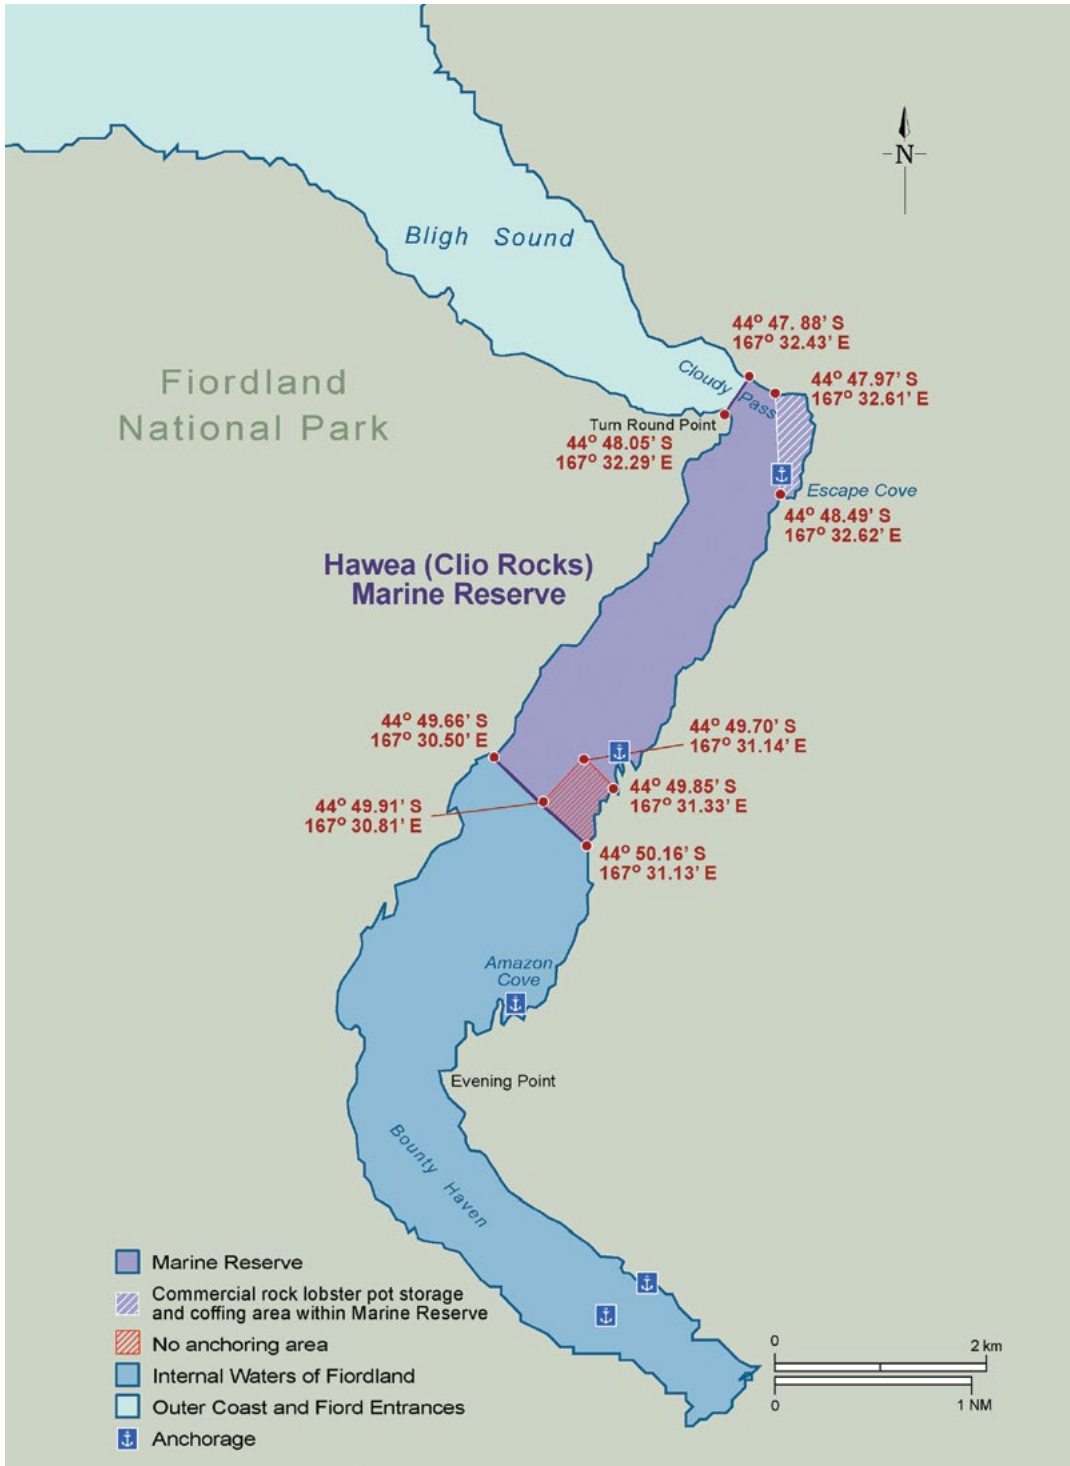 N
Bligh Sound
44° 47. 88' S
167° 32.43' E
Cloudy
Pass
44° 47.97' S
167° 32.61' E
Fiordland
National Park
Turn Round Point
44° 48.05' S
167° 32.29' E
Escape Cove
44° 48.49' S
167° 32.62' E
Hawea (Clio Rocks)
Marine Reserve
44° 49.66' S
167° 30.50' E
44° 49.70' S
167° 31.14' E
44° 49.85' S
167° 31.33' E
44° 49.91' S
167° 30.81' E
44° 50.16' S
167° 31.13' E
Amazon
Cove
Evening Point
Bounty Haven
Marine Reserve
Commercial rock lobster pot storage
and coffing area within Marine Reserve
No anchoring area
Internal Waters of Fiordland
Outer Coast and Fiord Entrances
Anchorage
0 2 km
0 1 NM